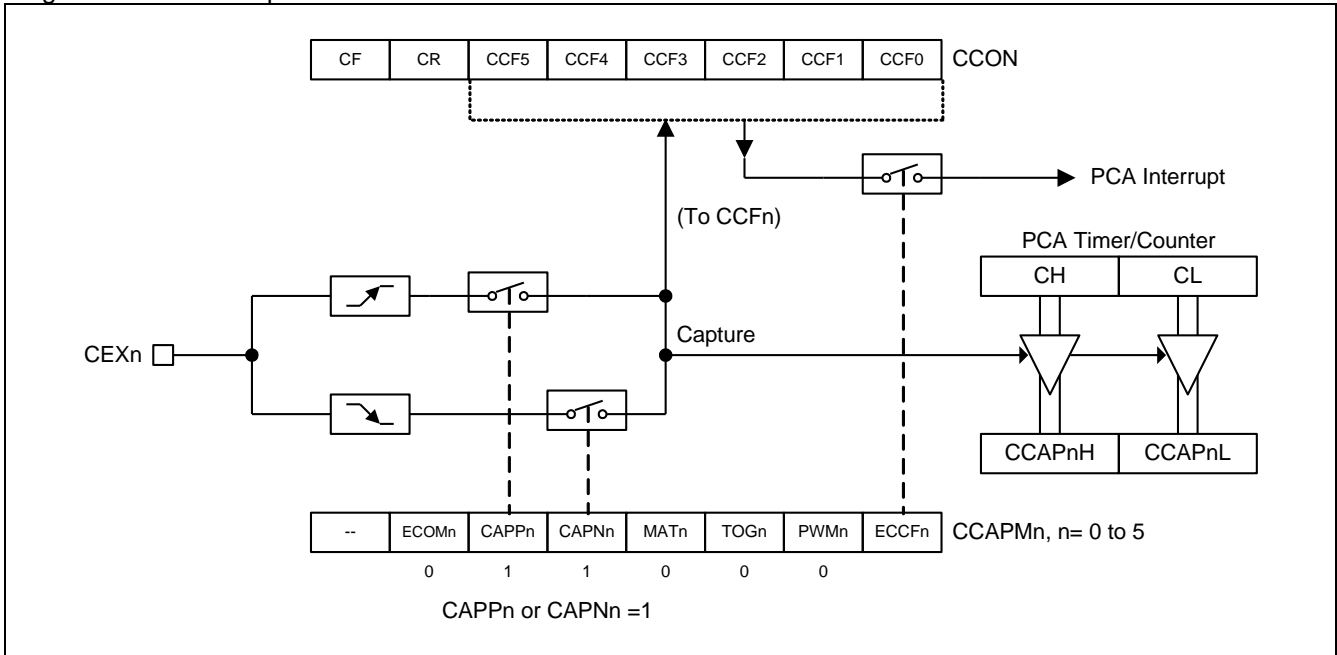 CF CR CCF5 CCF4 CCF3 CCF2 CCF1 CCF0 CCON
PCA Interrupt
(To CCFn)
PCA Timer/Counter
CH CL
Capture
CEXn
CCAPnH CCAPnL
-- ECOMn CAPPn CAPNn MATn TOGn PWMn ECCFn CCAPMn, n= 0 to 5
0 1 1 0 0 0
CAPPn or CAPNn =1